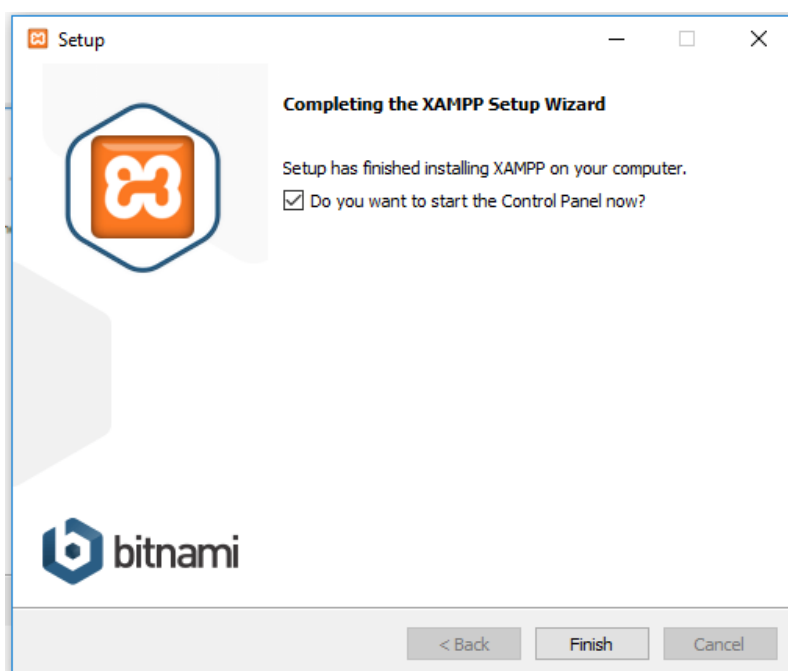 Setup
Completing the XAMPP Setup Wizard
Setup has finished installing XAMPP on your computer.
Do you want to start the Control Panel now?
bitnami
< Back
Finish
Cancel